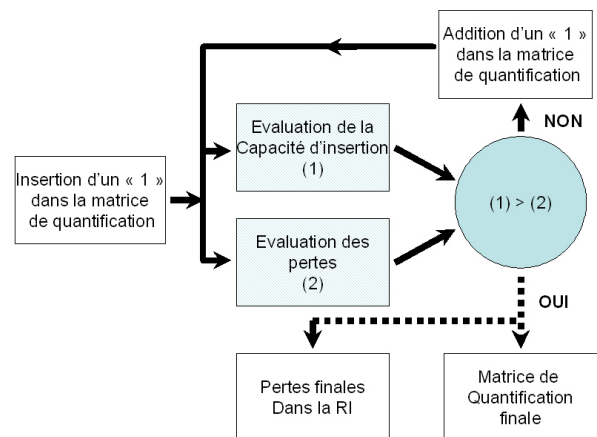 Addition d'un « 1 »
dans la matrice
de quantification
NON
Evaluation de la
Capacité d'insertion
(1)
Insertion d'un « 1 »
dans la matrice
de quantification
(1) > (2)
Evaluation des
pertes
(2)
OUI
Pertes finales
Dans la RI
Matrice de
Quantification
finale